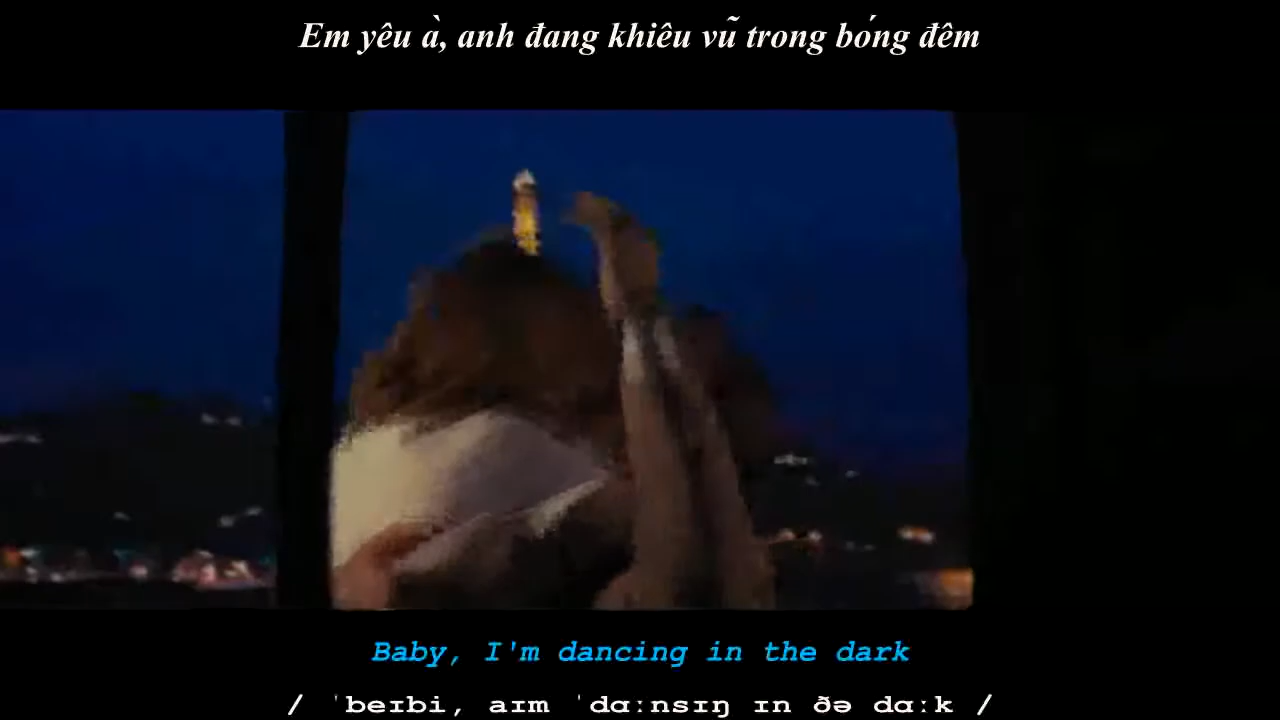 Em yêu à, anh đang khiêu vũ trong bóng đêm
Baby, I'm dancing in the dark
/ ˈbeɪbi, aɪm ˈdɑːnsɪŋ ɪn ðə dɑːk /